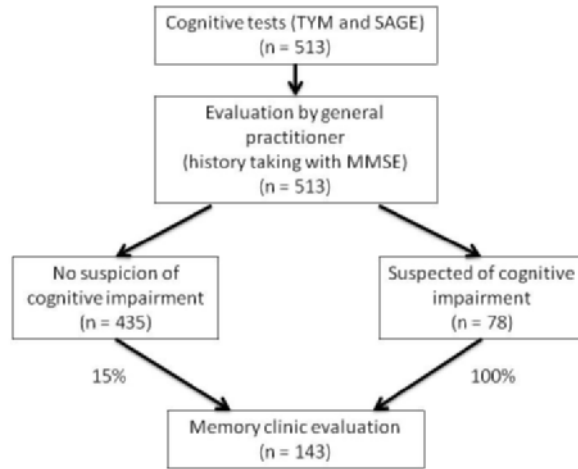 Cognitive tests (TYM and SAGE)
(n = 513)
Evaluation by general
practitioner
(history taking with MMSE)
(n = 513)
No suspicion of
cognitive impairment
(n = 435)
Suspected of cognitive
impairment
(n = 78)
15%
100%
Memory clinic evaluation
(n = 143)